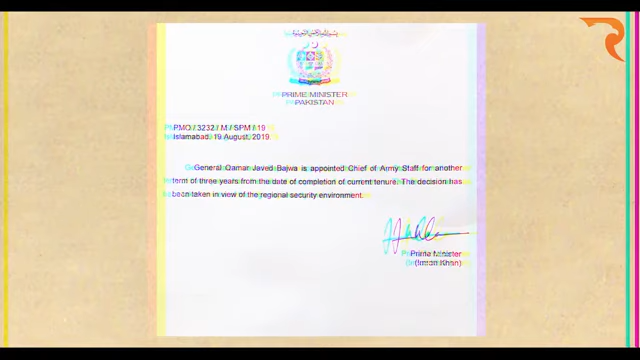 PRIME MINISTER
PAKISTAN
PMO / 3232 / M / SPM / 19
Islamabad, 19 August, 2019
General Qamar Javed Bajwa is appointed Chief of Army Staff for another
term of three years from the date of completion of current tenure. The decision has
been taken in view of the regional security environment.
Prime Minister
(Imran Khan)